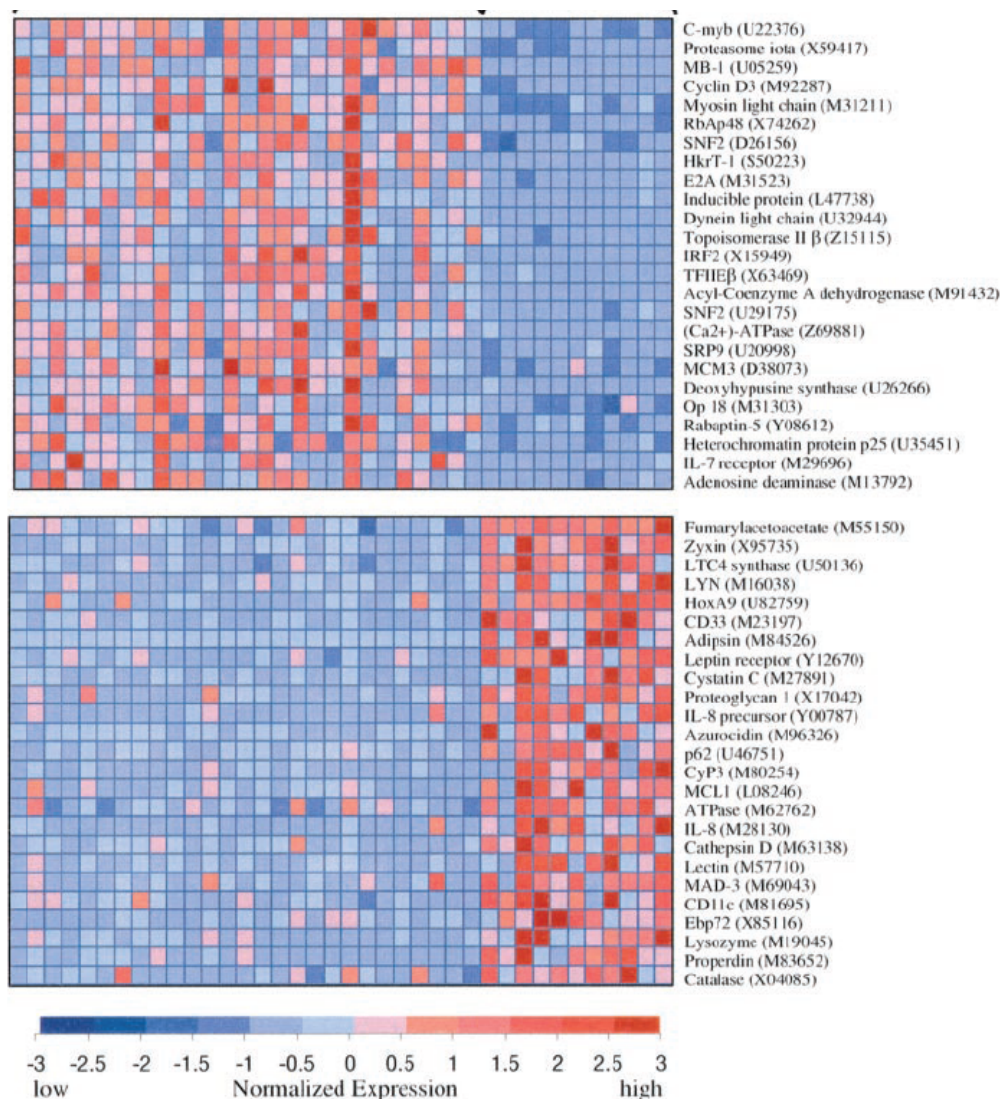 C-myb (U22376)
Proteasome iota (X59417)
MB-1 (U05259)
Cyclin D3 (M92287)
Myosin light chain (M31211)
RbAp48 (X74262)
SNF2 (D26156)
HkrT-1 (S50223)
E2A (M31523)
Inducible protein (L47738)
Dynein light chain (U32944)
Topoisomerase II β (Z15115)
IRF2 (X15949)
TFIIEβ (X63469)
Acyl-Coenzyme A dehydrogenase (M91432)
SNF2 (U29175)
(Ca2+)-ATPase (Z69881)
SRP9 (U20998)
MCM3 (D38073)
Deoxyhypusine synthase (U26266)
Op 18 (M31303)
Rabaptin-5 (Y08612)
Heterochromatin protein p25 (U35451)
IL-7 receptor (M29696)
Adenosine deaminase (M13792)
Fumarylacetoacetate (M55150)
Zyxin (X95735)
LTC4 synthase (U50136)
LYN (M16038)
HoxA9 (U82759)
CD33 (M23197)
Adipsin (M84526)
Leptin receptor (Y12670)
Cystatin C (M27891)
Proteoglycan 1 (X17042)
IL-8 precursor (Y00787)
Azurocidin (M96326)
p62 (U46751)
CyP3 (M80254)
MCL1 (L08246)
ATPase (M62762)
IL-8 (M28130)
Cathepsin D (M63138)
Lectin (M57710)
MAD-3 (M69043)
CD11c (M81695)
Ebp72 (X85116)
Lysozyme (M19045)
Properdin (M83652)
Catalase (X04085)
-3 -2.5 -2 -1.5 -1 -0.5 0 0.5 1 1.5 2 2.5 3
low Normalized Expression high